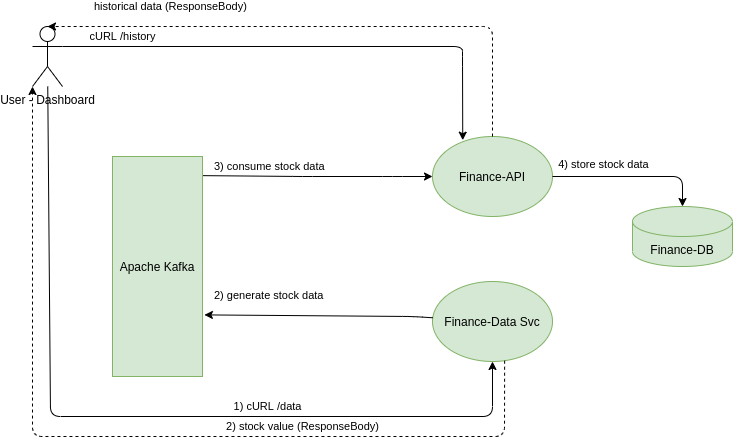 historical data (ResponseBody)
cURL /history
User - Dashboard
3) consume stock data
4) store stock data
Finance-API
Finance-DB
Apache Kafka
2) generate stock data
Finance-Data Svc
1) cURL /data
2) stock value (ResponseBody)